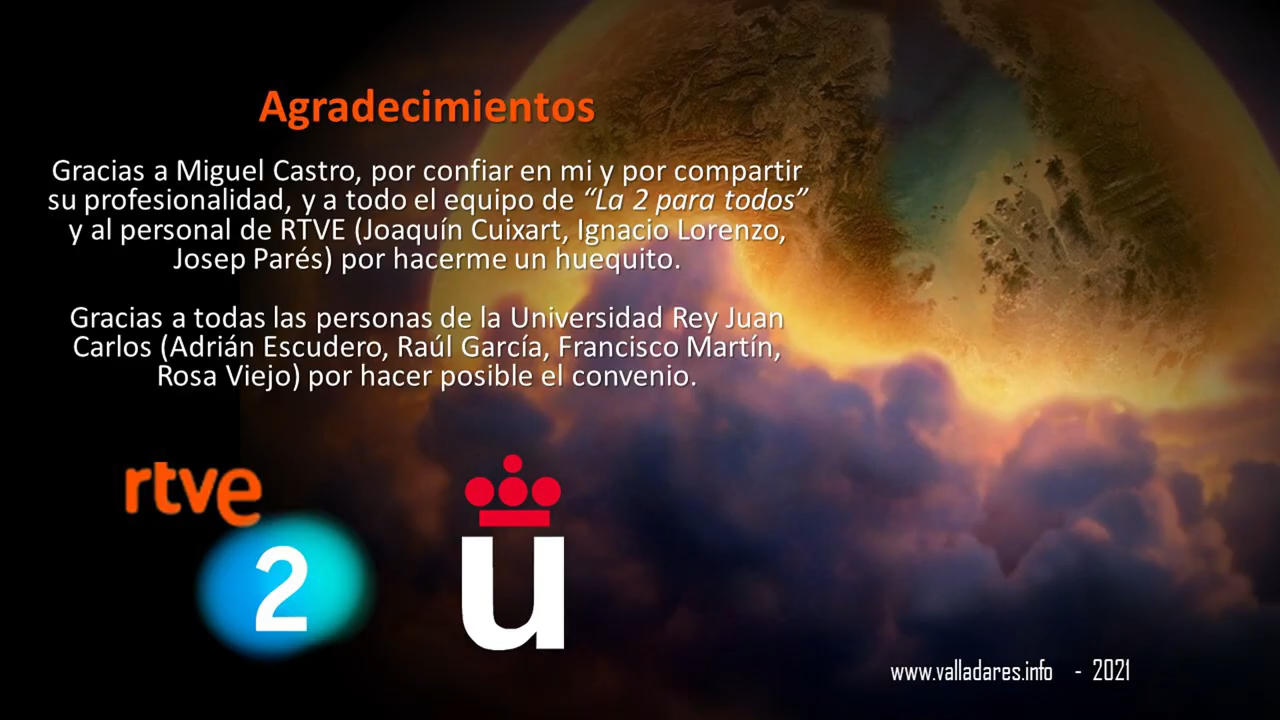 Agradecimientos
Gracias a Miguel Castro, por confiar en mi y por compartir
su profesionalidad, y a todo el equipo de “La 2 para todos”
y al personal de RTVE (Joaquín Cuixart, Ignacio Lorenzo,
Josep Parés) por hacerme un huequito.
Gracias a todas las personas de la Universidad Rey Juan
Carlos (Adrián Escudero, Raúl García, Francisco Martín,
Rosa Viejo) por hacer posible el convenio.
rtve
2
u
www.valladares.info - 2021